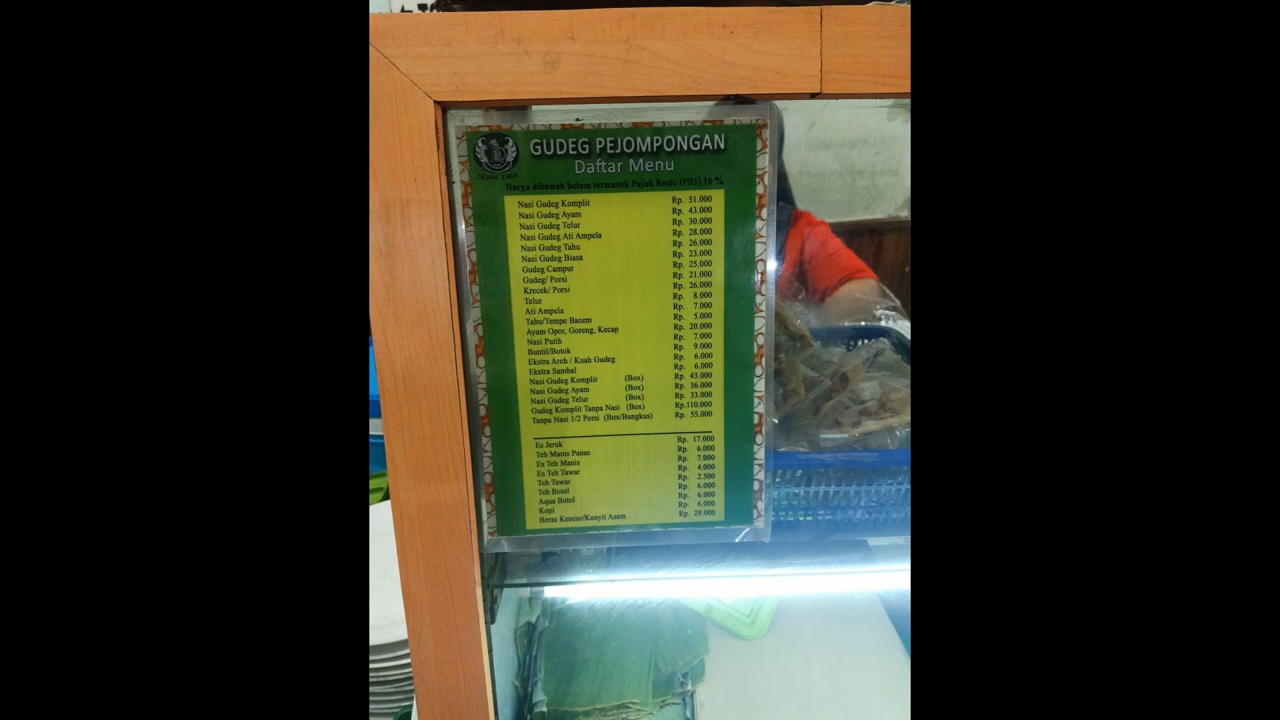 GUDEG PEJOMPONGAN
SEJAK 1984
Daftar Menu
Harga dibawah belum termasuk Pajak Resto (PB1) 10 %
Nasi Gudeg Komplit Rp. 51.000
Nasi Gudeg Ayam Rp. 43.000
Nasi Gudeg Telur Rp. 30.000
Nasi Gudeg Ati Ampela Rp. 28.000
Nasi Gudeg Tahu Rp. 26.000
Nasi Gudeg Biasa Rp. 23.000
Gudeg Campur Rp. 25.000
Gudeg/ Porsi Rp. 21.000
Krecek/ Porsi Rp. 26.000
Telur Rp. 8.000
Ati Ampela Rp. 7.000
Tahu/Tempe Bacem Rp. 5.000
Ayam Opor, Goreng, Kecap Rp. 20.000
Nasi Putih Rp. 7.000
Buntil/Botok Rp. 9.000
Ekstra Areh / Kuah Gudeg Rp. 6.000
Ekstra Sambal Rp. 6.000
Nasi Gudeg Komplit (Box) Rp. 43.000
Nasi Gudeg Ayam (Box) Rp. 36.000
Nasi Gudeg Telur (Box) Rp. 33.000
Gudeg Komplit Tanpa Nasi (Box) Rp.110.000
Tanpa Nasi 1/2 Porsi (Box/Bungkus) Rp. 55.000
Es Jeruk Rp. 17.000
Teh Manis Panas Rp. 6.000
Es Teh Manis Rp. 7.000
Es Teh Tawar Rp. 4.000
Teh Tawar Rp. 2.500
Teh Botol Rp. 6.000
Aqua Botol Rp. 6.000
Kopi Rp. 6.000
Beras Kencur/Kunyit Asam Rp. 29.000